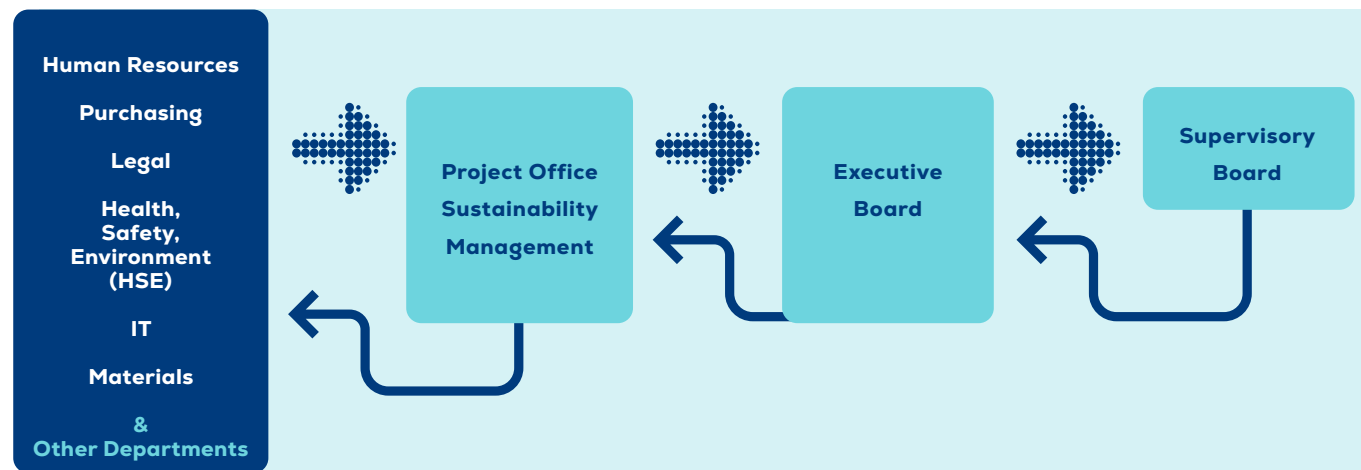 Human Resources
Purchasing
Legal
Health,
Safety,
Environment
(HSE)
IT
Materials
&
Other Departments
Project Office
Sustainability
Management
Executive
Board
Supervisory
Board